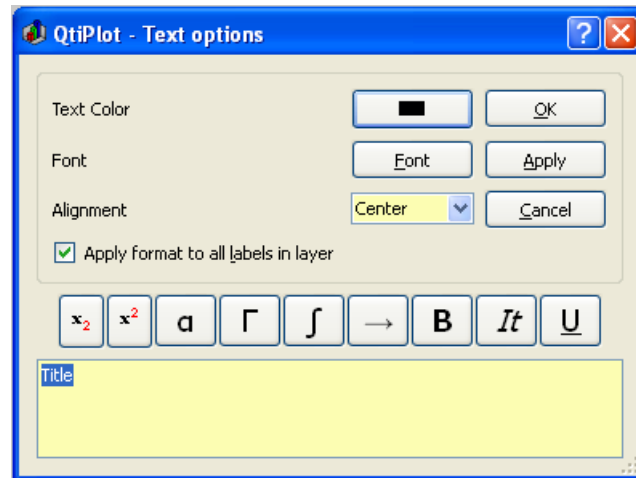 QtiPlot - Text options
Text Color OK
Font Font Apply
Alignment Center Cancel
Apply format to all labels in layer
x₂ x² α Γ ∫ → B It U
Title